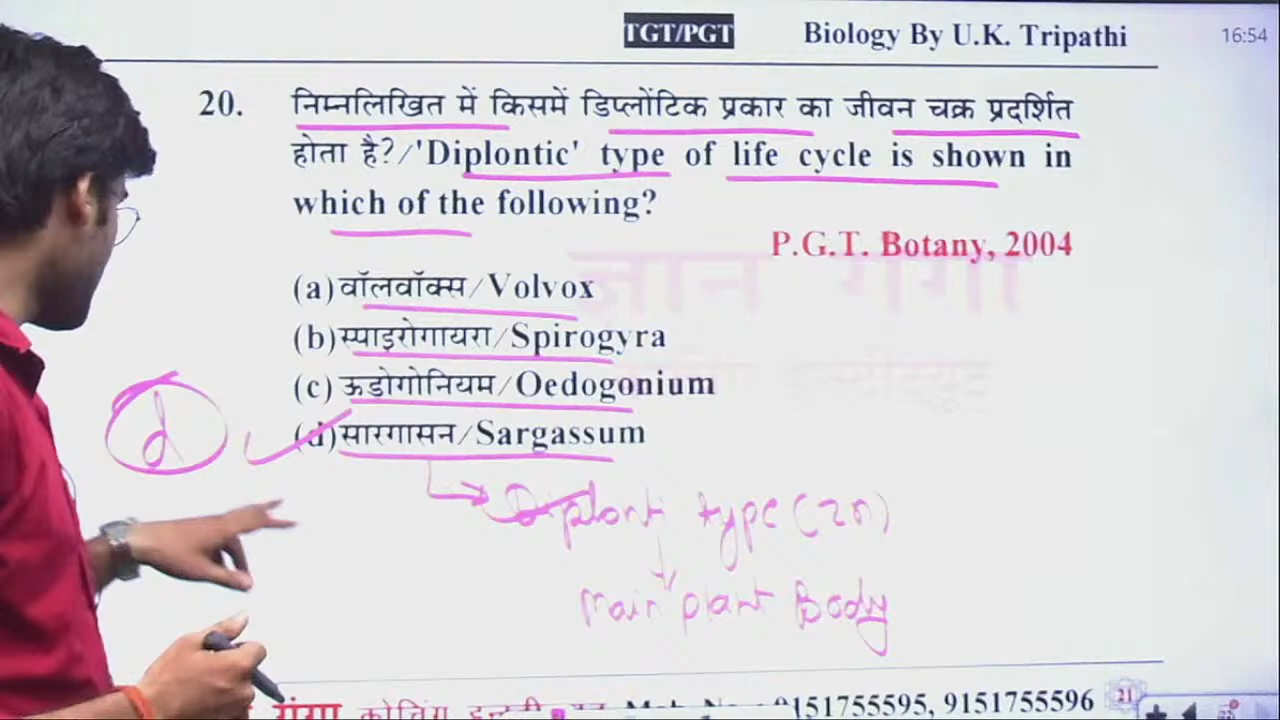 TGT/PGT
Biology By U.K. Tripathi
16:54
20. निम्नलिखित में किसमें डिप्लोंटिक प्रकार का जीवन चक्र प्रदर्शित
होता है?/'Diplontic' type of life cycle is shown in
which of the following?
P.G.T. Botany, 2004
ज्ञान गंगा
(a) वॉलवॉक्स/Volvox
(b) स्पाइरोगायरा/Spirogyra
(c) ऊडोगोनियम/Oedogonium
(d) सारगासन/Sargassum
d
Diplonti type (2n)
Main plant Body
गंगा कोचिंग
9151755595, 9151755596
21